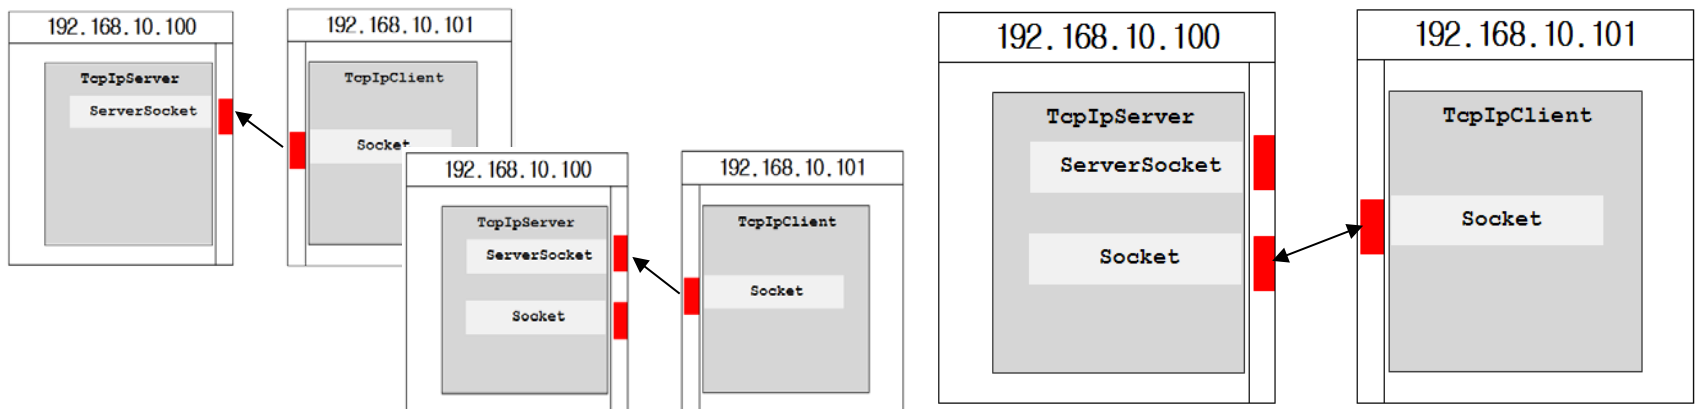 192.168.10.100
TcpIpServer
ServerSocket
192.168.10.101
TcpIpClient
Socket
192.168.10.100
TcpIpServer
ServerSocket
Socket
192.168.10.101
TcpIpClient
Socket
192.168.10.100
TcpIpServer
ServerSocket
Socket
192.168.10.101
TcpIpClient
Socket